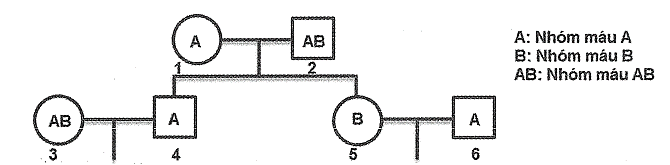 A
AB
1
2
A: Nhóm máu A
B: Nhóm máu B
AB: Nhóm máu AB
AB
A
B
A
3
4
5
6